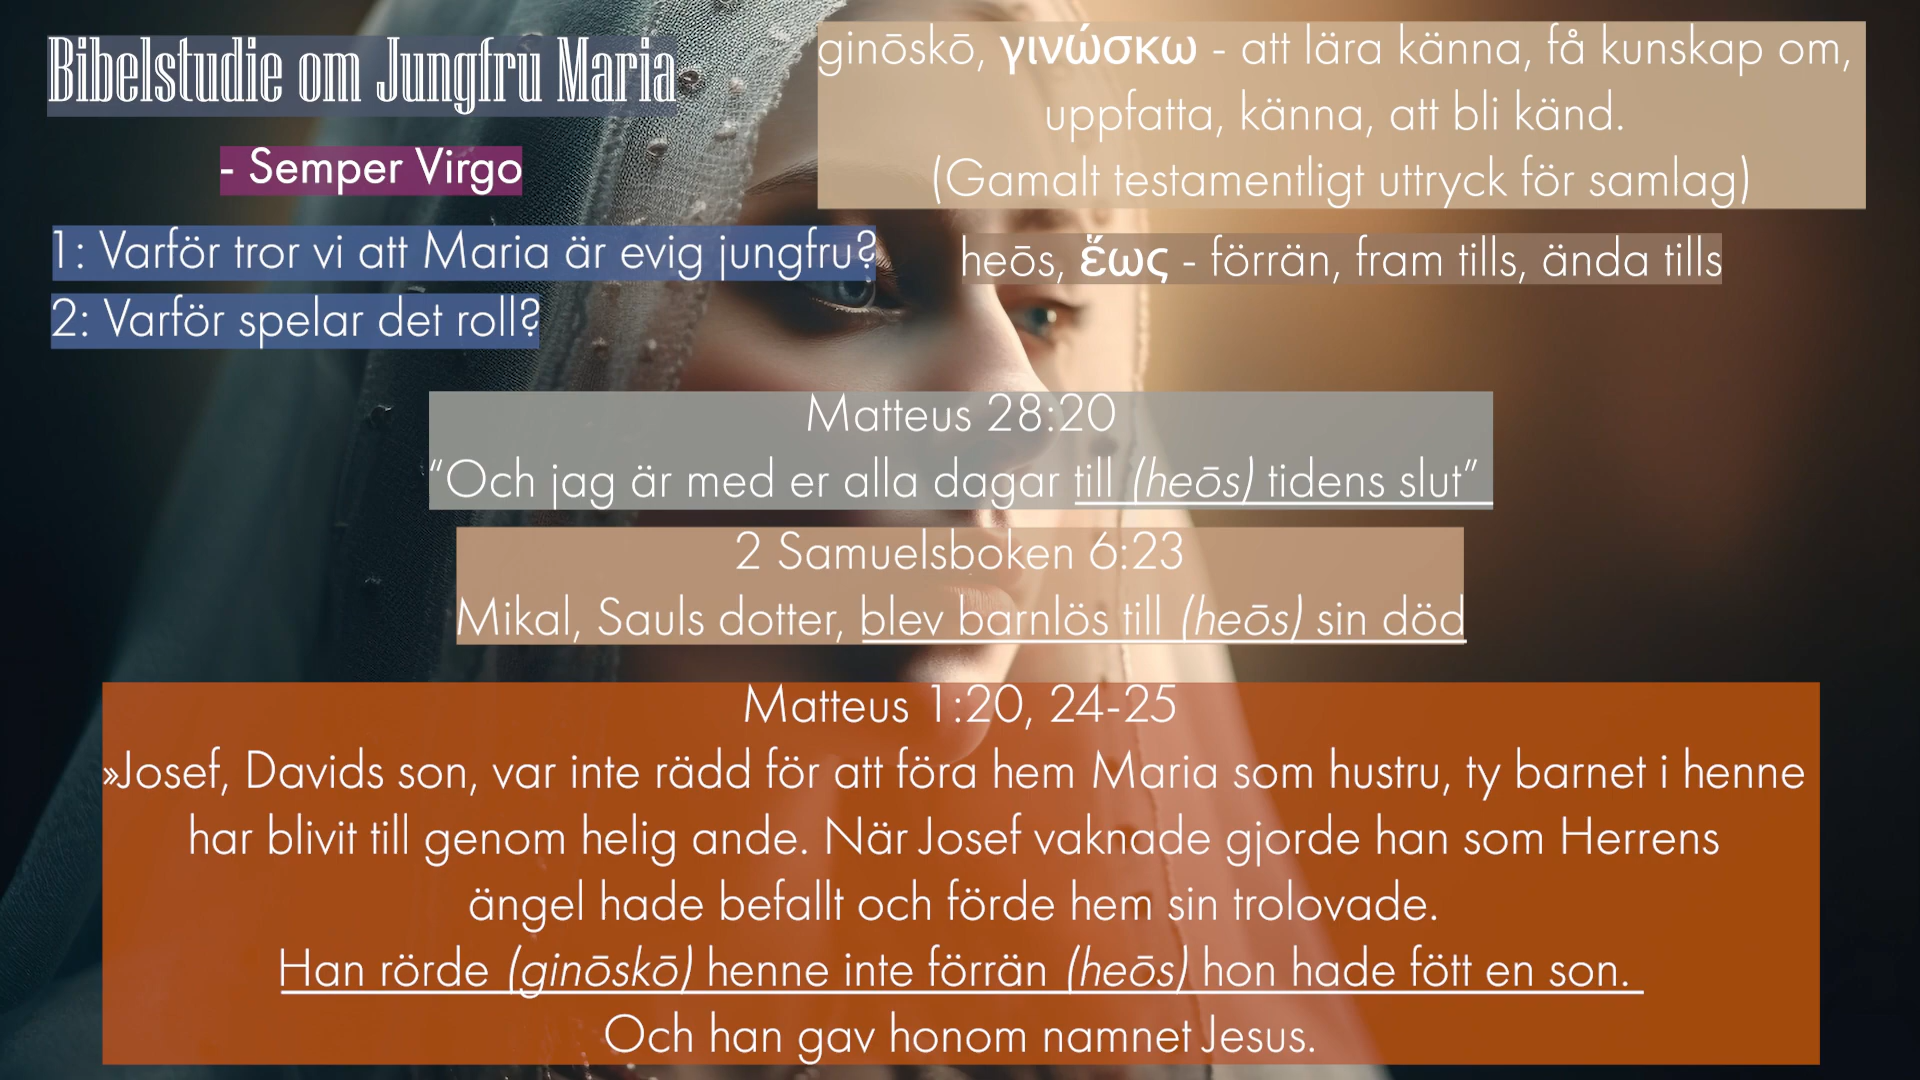 Bibelstudie om Jungfru Maria
- Semper Virgo
1: Varför tror vi att Maria är evig jungfru?
2: Varför spelar det roll?
ginōskō, γινώσκω - att lära känna, få kunskap om,
uppfatta, känna, att bli känd.
(Gamalt testamentligt uttryck för samlag)
heōs, ἕως - förrän, fram tills, ända tills
Matteus 28:20
“Och jag är med er alla dagar till (heōs) tidens slut”
2 Samuelsboken 6:23
Mikal, Sauls dotter, blev barnlös till (heōs) sin död
Matteus 1:20, 24-25
»Josef, Davids son, var inte rädd för att föra hem Maria som hustru, ty barnet i henne
har blivit till genom helig ande. När Josef vaknade gjorde han som Herrens
ängel hade befallt och förde hem sin trolovade.
Han rörde (ginōskō) henne inte förrän (heōs) hon hade fött en son.
Och han gav honom namnet Jesus.